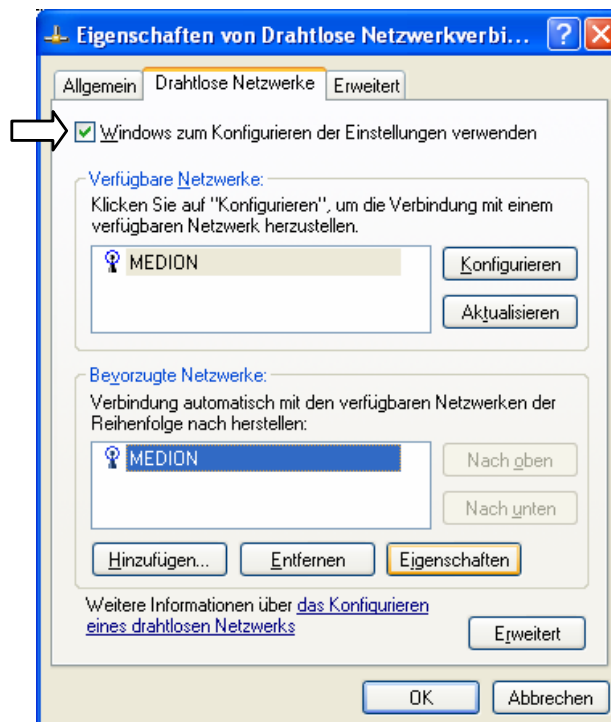 Eigenschaften von Drahtlose Netzwerkverbi...
Allgemein
Drahtlose Netzwerke
Erweitert
Windows zum Konfigurieren der Einstellungen verwenden
Verfügbare Netzwerke:
Klicken Sie auf "Konfigurieren", um die Verbindung mit einem
verfügbaren Netzwerk herzustellen.
MEDION
Konfigurieren
Aktualisieren
Bevorzugte Netzwerke:
Verbindung automatisch mit den verfügbaren Netzwerken der
Reihenfolge nach herstellen:
MEDION
Nach oben
Nach unten
Hinzufügen...
Entfernen
Eigenschaften
Weitere Informationen über das Konfigurieren
eines drahtlosen Netzwerks
Erweitert
OK
Abbrechen